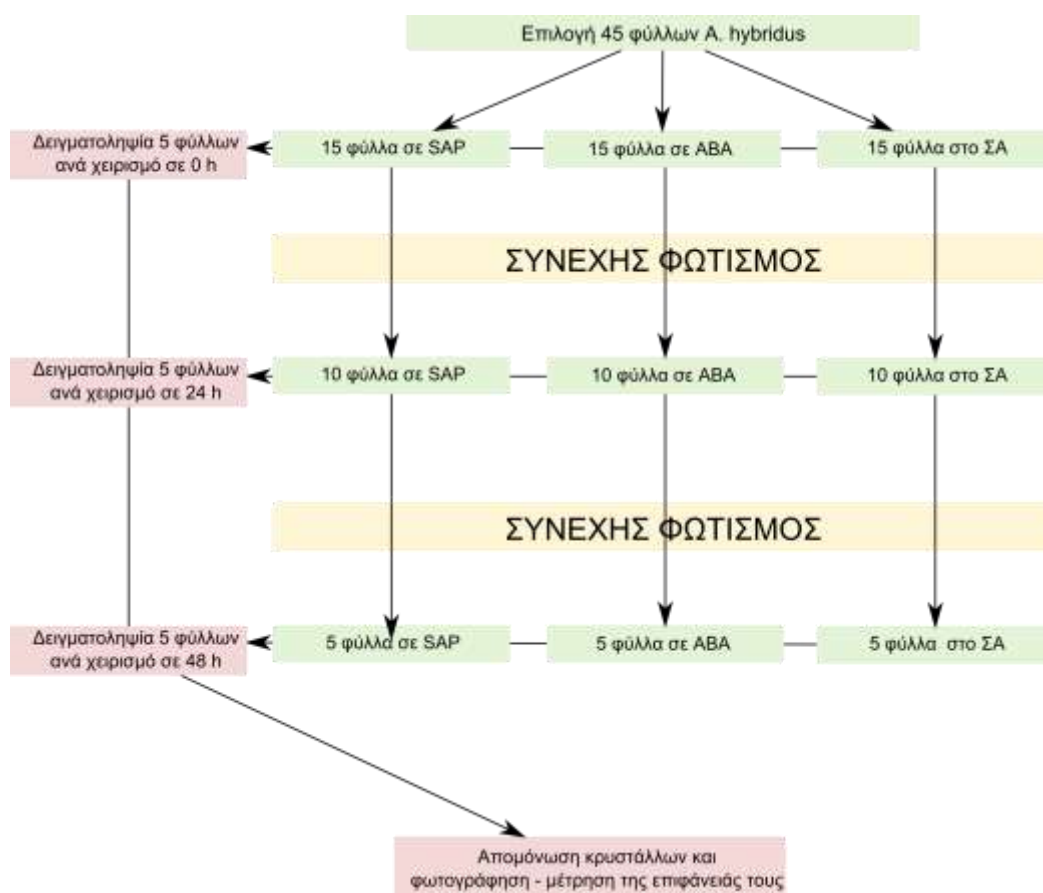 Επιλογή 45 φύλλων A. hybridus
Δειγματοληψία 5 φύλλων
ανά χειρισμό σε 0 h
15 φύλλα σε SAP
15 φύλλα σε ABA
15 φύλλα στο ΣΑ
ΣΥΝΕΧΗΣ ΦΩΤΙΣΜΟΣ
Δειγματοληψία 5 φύλλων
ανά χειρισμό σε 24 h
10 φύλλα σε SAP
10 φύλλα σε ABA
10 φύλλα στο ΣΑ
ΣΥΝΕΧΗΣ ΦΩΤΙΣΜΟΣ
Δειγματοληψία 5 φύλλων
ανά χειρισμό σε 48 h
5 φύλλα σε SAP
5 φύλλα σε ABA
5 φύλλα στο ΣΑ
Απομόνωση κρυστάλλων και
φωτογράφηση - μέτρηση της επιφάνειάς τους